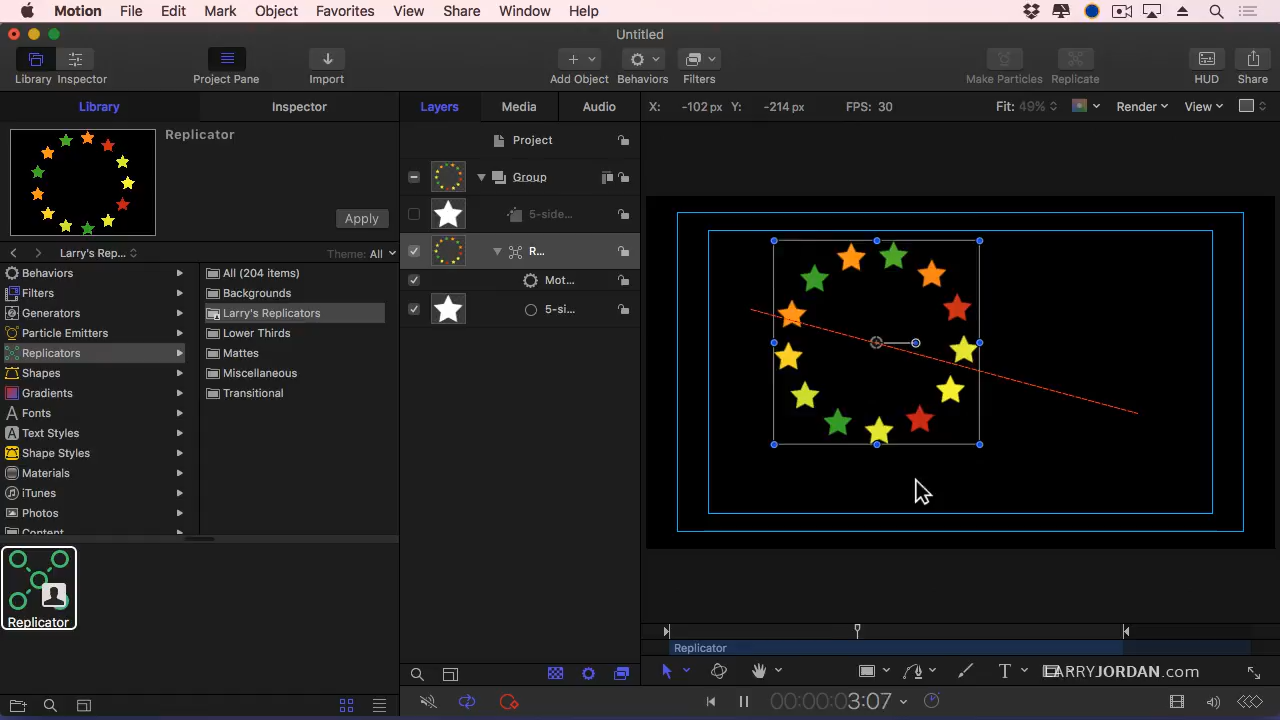 Motion File Edit Mark Object Favorites View Share Window Help
Untitled
Library Inspector Project Pane Import Add Object Behaviors Filters Make Particles Replicate HUD Share
Library Inspector Layers Media Audio X: -102 px Y: -214 px FPS: 30 Fit: 49% Render View
Replicator
Apply
Larry's Rep... Theme: All
Behaviors
Filters
Generators
Particle Emitters
Replicators
Shapes
Gradients
Fonts
Text Styles
Shape Styles
Materials
iTunes
Photos
Content
All (204 items)
Backgrounds
Larry's Replicators
Lower Thirds
Mattes
Miscellaneous
Transitional
Replicator
Project
Group
5-side...
R...
Mot...
5-si...
Replicator
T
LARRYJORDAN.com
00:00:00:03:07